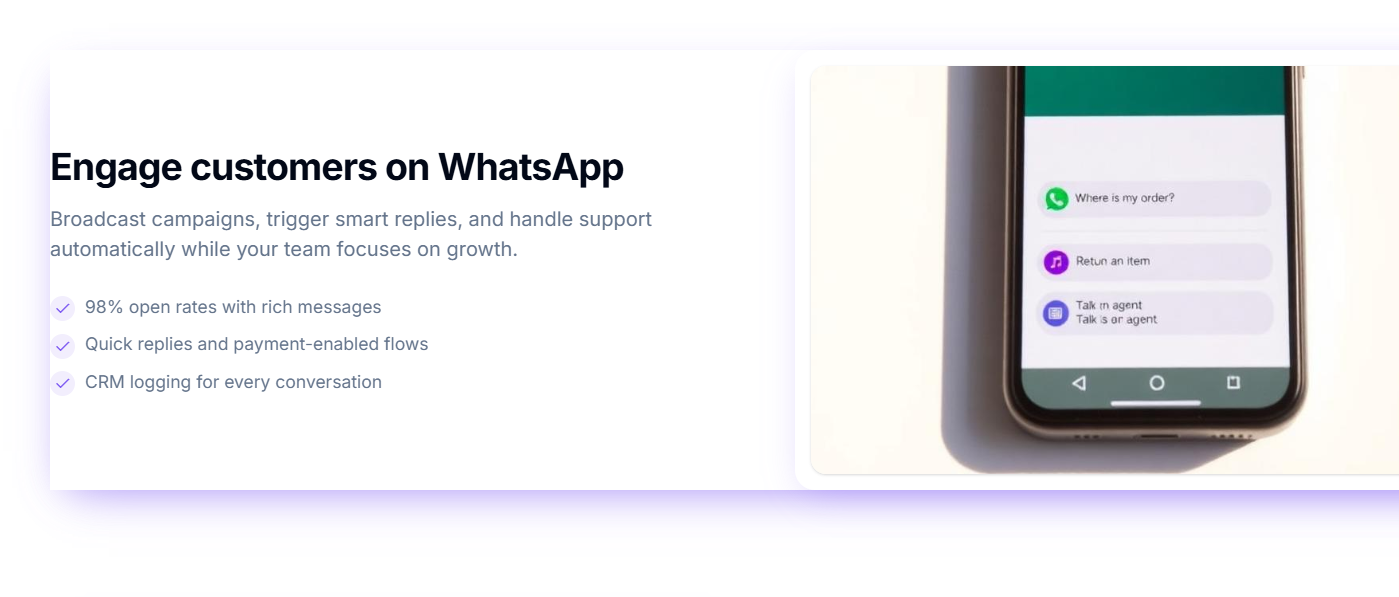 Engage customers on WhatsApp
Broadcast campaigns, trigger smart replies, and handle support
automatically while your team focuses on growth.
98% open rates with rich messages
Quick replies and payment-enabled flows
CRM logging for every conversation
Where is my order?
Retun an item
Talk m agent
Talk is or agent